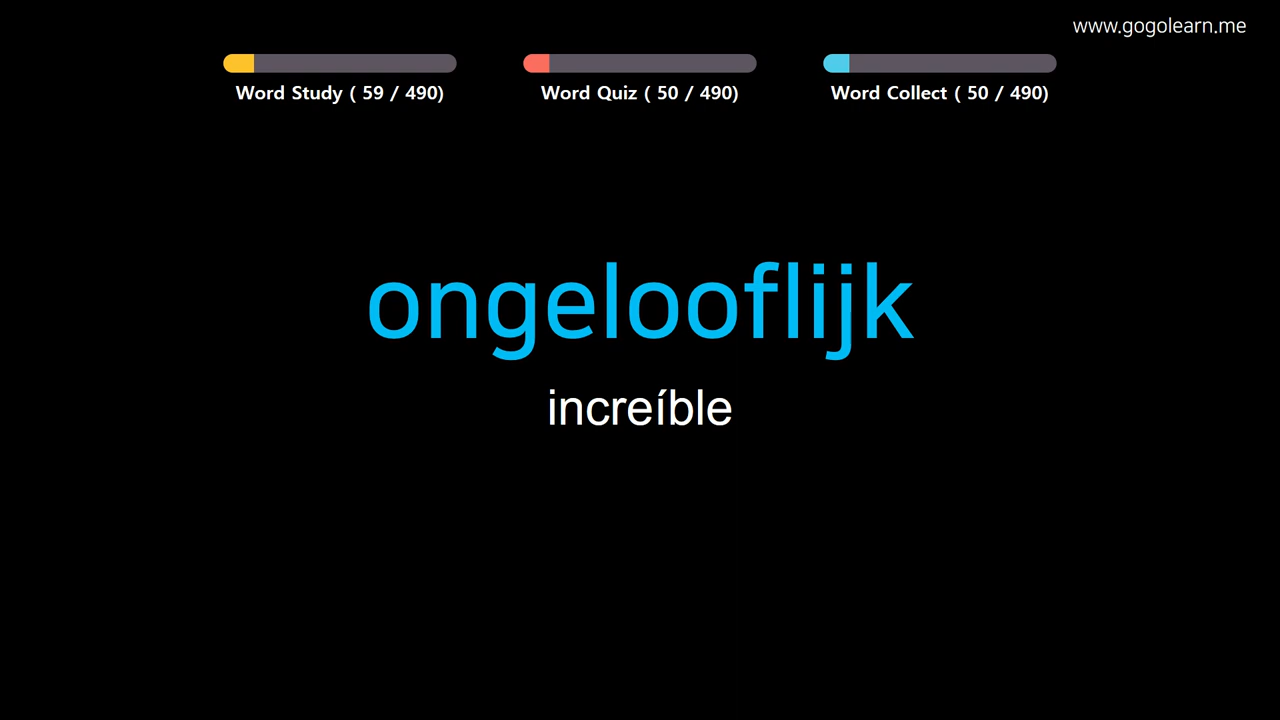 www.gogolearn.me
Word Study ( 59 / 490)
Word Quiz ( 50 / 490)
Word Collect ( 50 / 490)
ongelooflijk
increíble